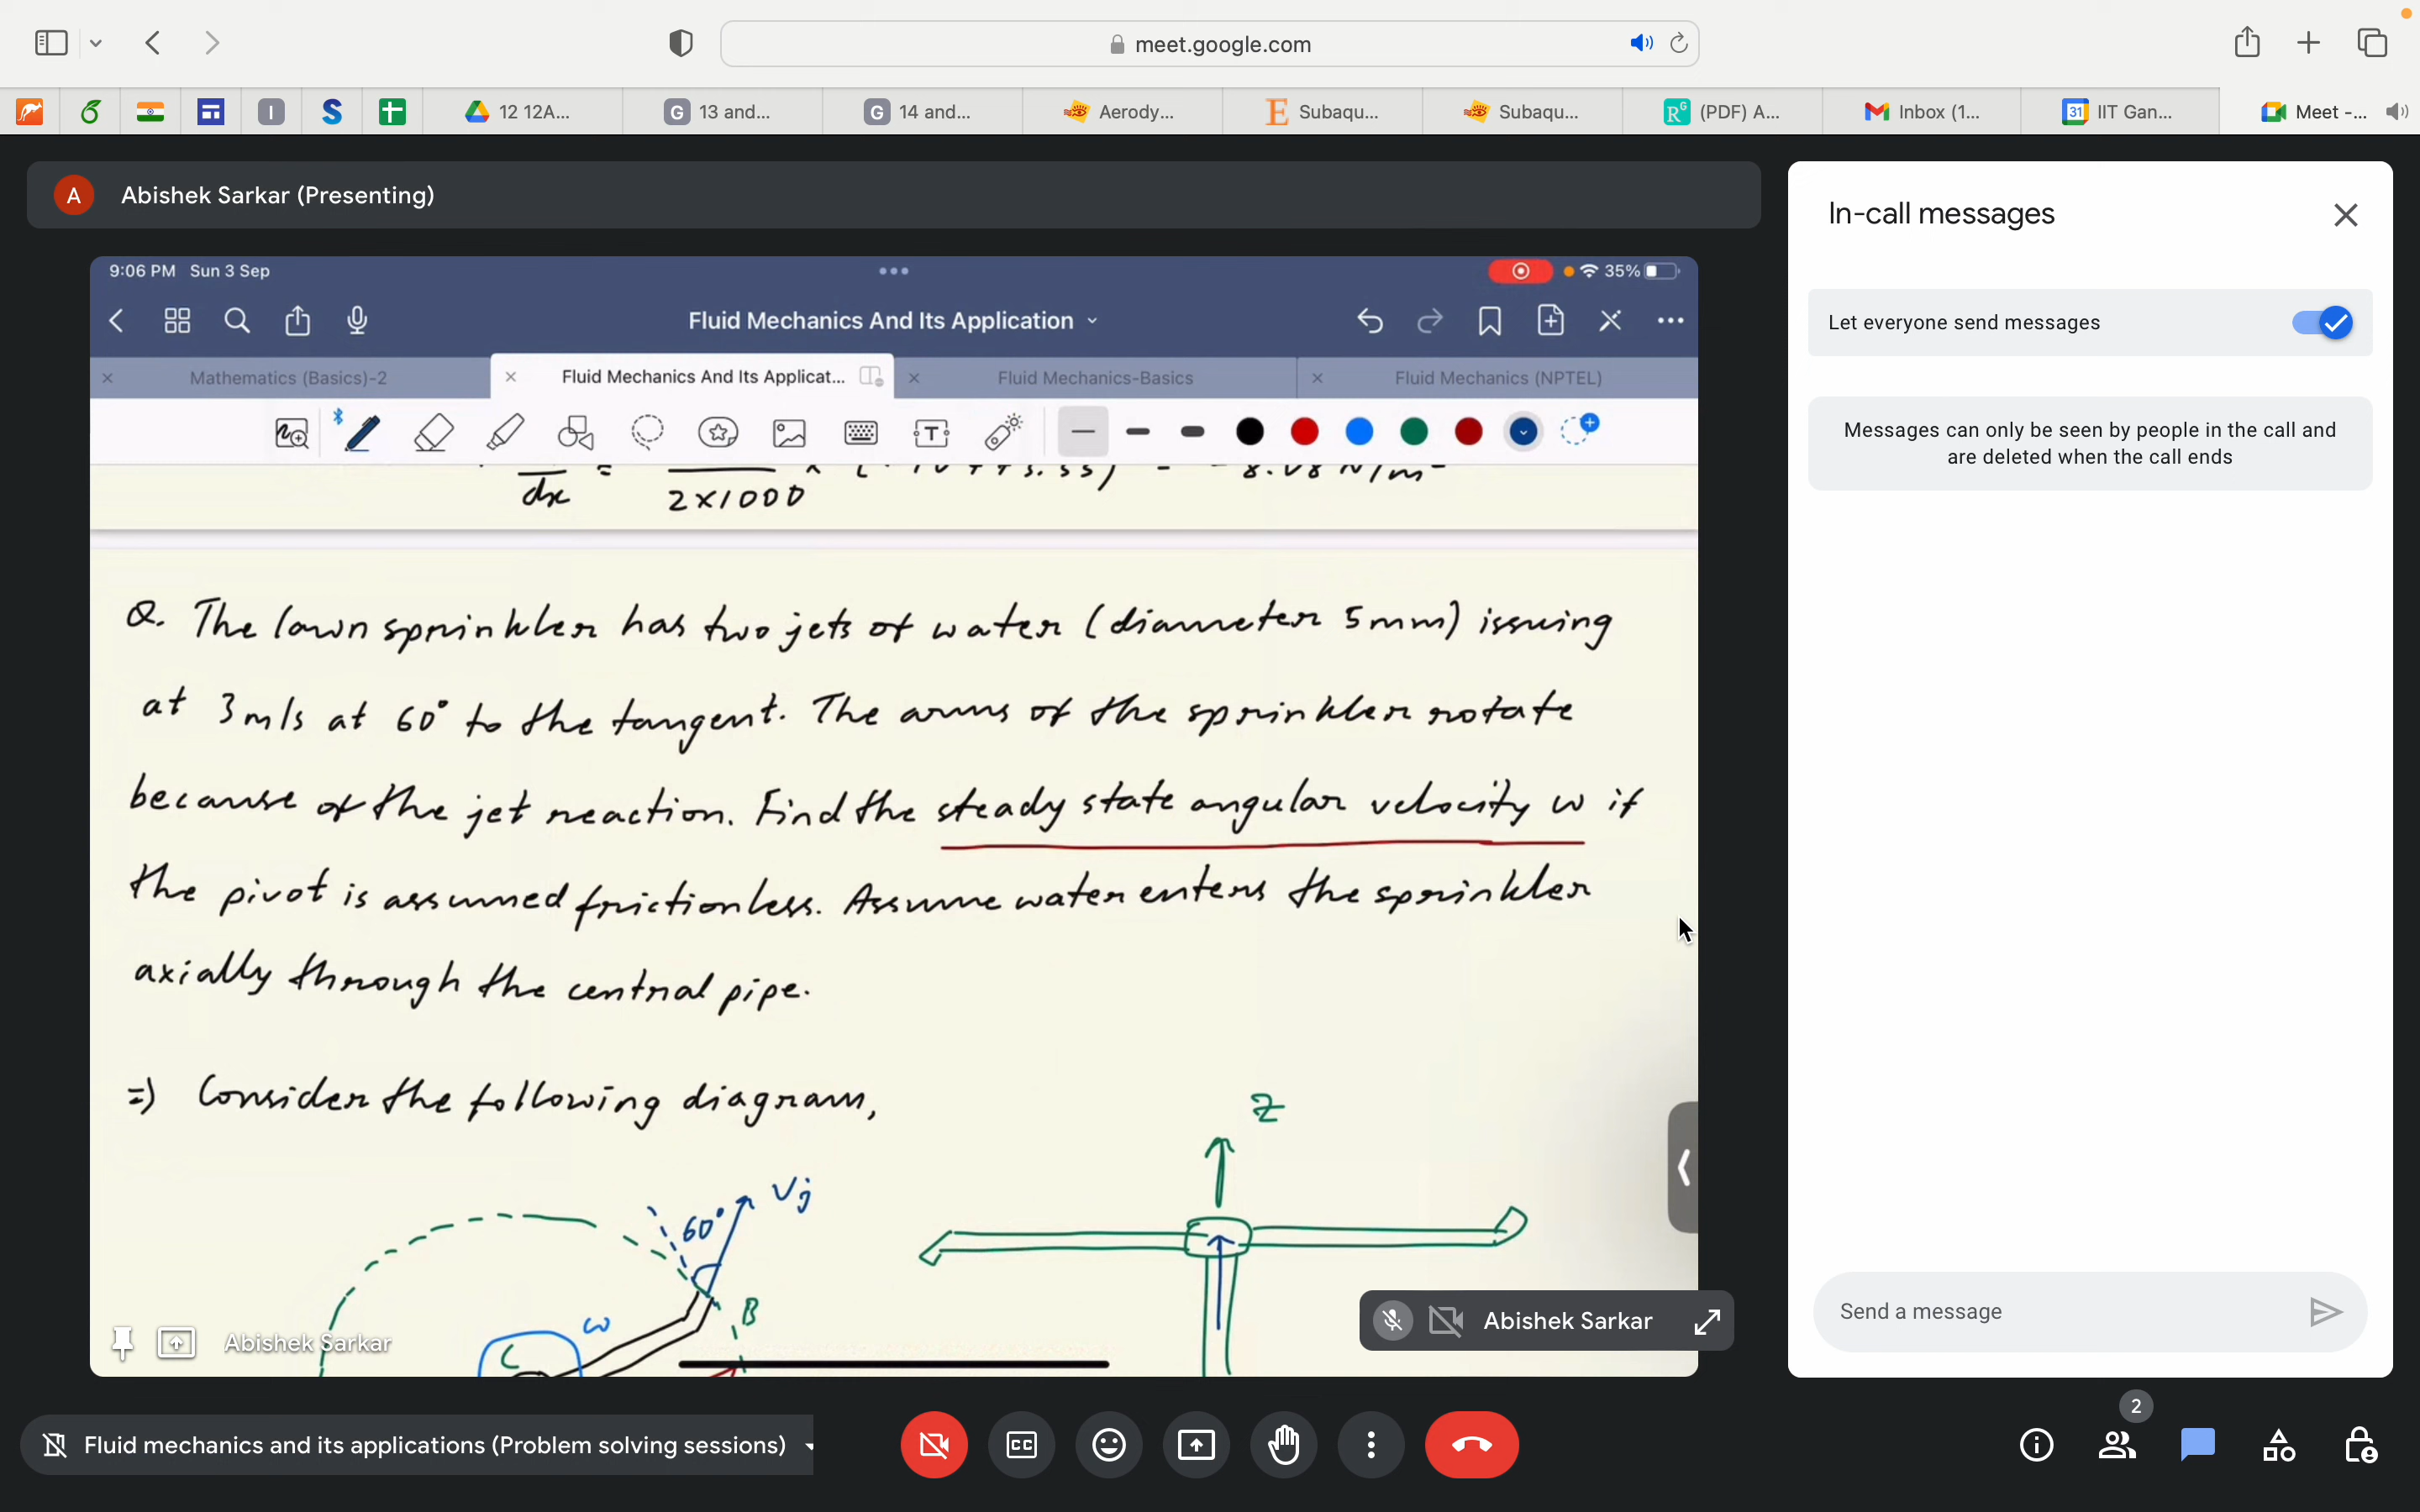 meet.google.com
12 12A...
G 13 and...
G 14 and...
Aerody...
E Subaqu...
Subaqu...
(PDF) A...
Inbox (1...
31 IIT Gan...
Meet -...
A Abishek Sarkar (Presenting)
9:06 PM Sun 3 Sep
35%
Fluid Mechanics And Its Application
Mathematics (Basics)-2
Fluid Mechanics And Its Applicat...
Fluid Mechanics-Basics
Fluid Mechanics (NPTEL)
dx = 2x1000
Q. The lawn sprinkler has two jets of water (diameter 5mm) issuing
at 3m/s at 60° to the tangent. The arms of the sprinkler rotate
because of the jet reaction. Find the steady state angular velocity ω if
the pivot is assumed frictionless. Assume water enters the sprinkler
axially through the central pipe.
=) Consider the following diagram,
Z
60°
Vj
B
ω
C
Abishek Sarkar
Abishek Sarkar
In-call messages
Let everyone send messages
Messages can only be seen by people in the call and
are deleted when the call ends
Send a message
Fluid mechanics and its applications (Problem solving sessions)
CC
2